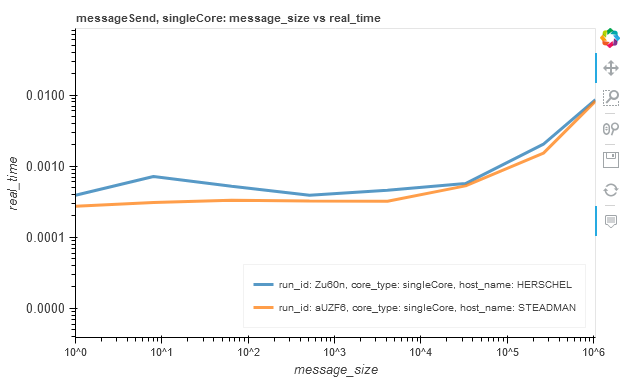 messageSend, singleCore: message_size vs real_time
0.0100
0.0010
0.0001
0.0000
real_time
run_id: Zu60n, core_type: singleCore, host_name: HERSCHEL
run_id: aUZF6, core_type: singleCore, host_name: STEADMAN
10^0 10^1 10^2 10^3 10^4 10^5 10^6
message_size